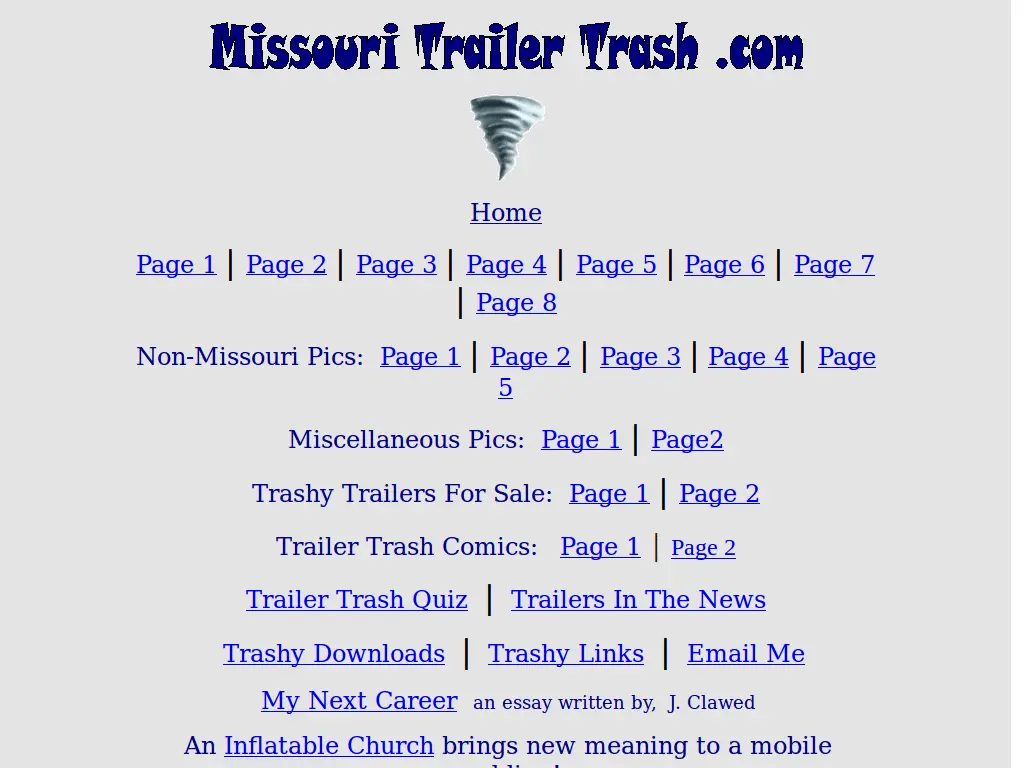 Missouri Trailer Trash .com
Home
Page 1 | Page 2 | Page 3 | Page 4 | Page 5 | Page 6 | Page 7
| Page 8
Non-Missouri Pics: Page 1 | Page 2 | Page 3 | Page 4 | Page
5
Miscellaneous Pics: Page 1 | Page2
Trashy Trailers For Sale: Page 1 | Page 2
Trailer Trash Comics: Page 1 | Page 2
Trailer Trash Quiz | Trailers In The News
Trashy Downloads | Trashy Links | Email Me
My Next Career an essay written by, J. Clawed
An Inflatable Church brings new meaning to a mobile